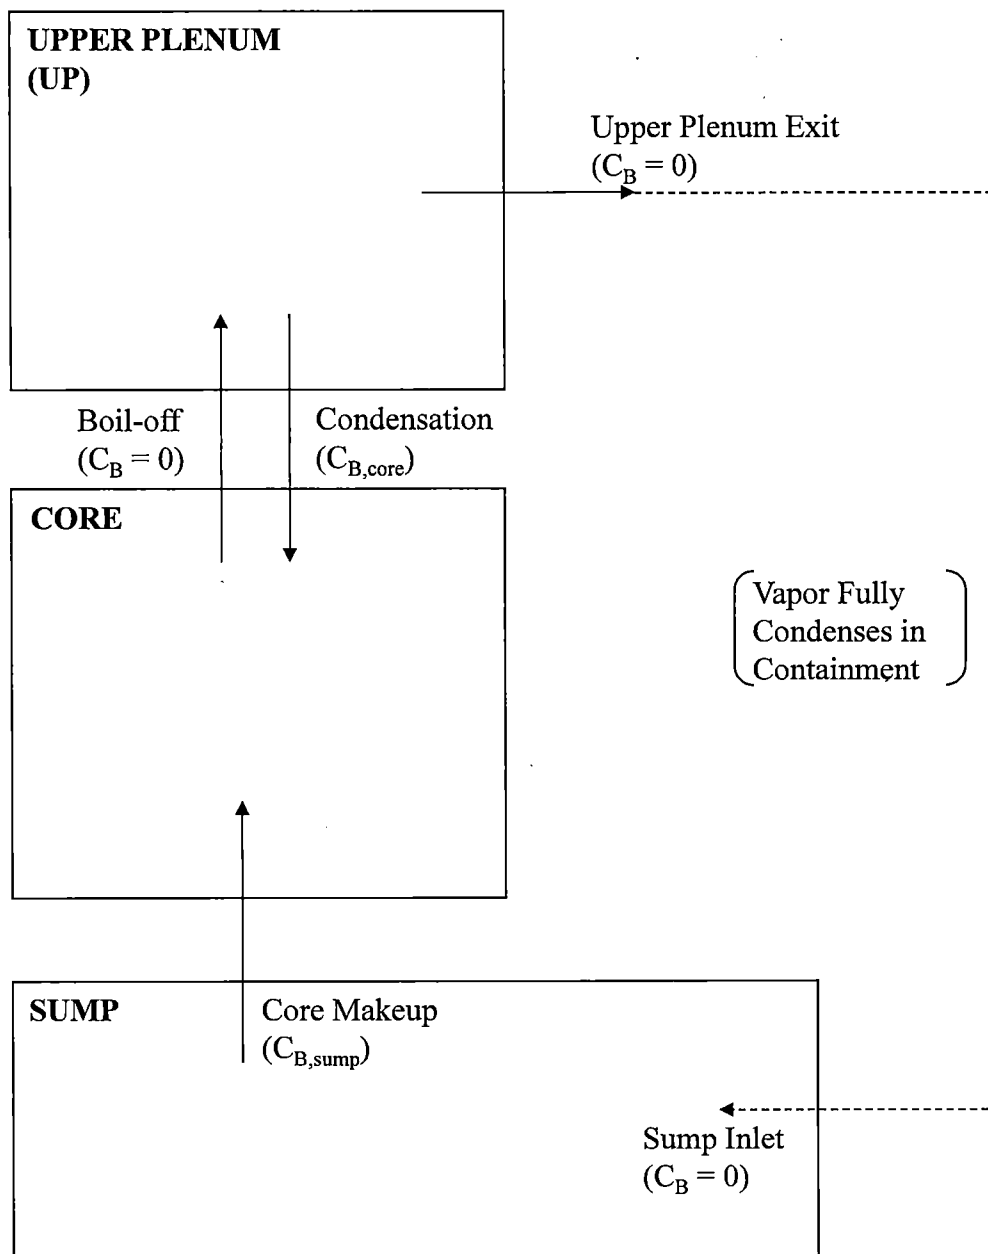 UPPER PLENUM
(UP)
Upper Plenum Exit
(C_B = 0)
Boil-off
(C_B = 0)
Condensation
(C_B,core)
CORE
Vapor Fully
Condenses in
Containment
SUMP
Core Makeup
(C_B,sump)
Sump Inlet
(C_B = 0)